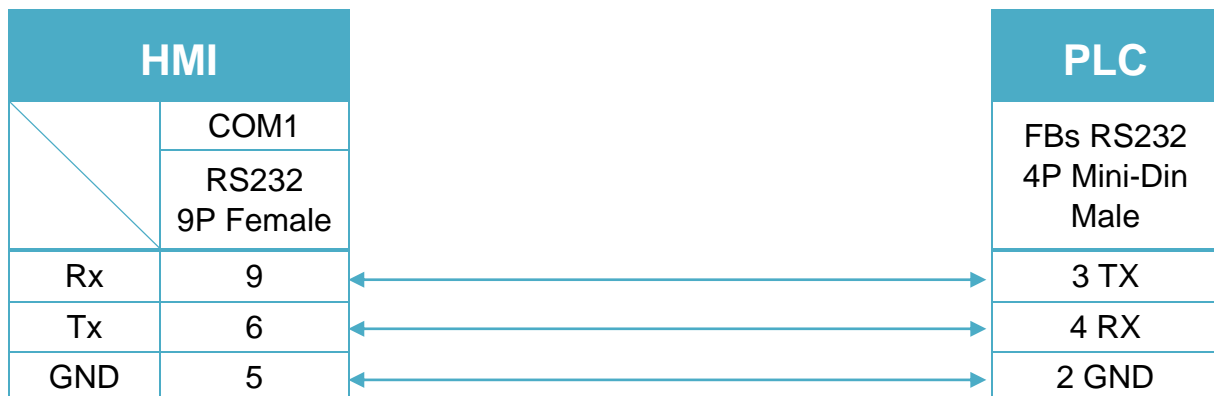 HMI
PLC
COM1
RS232
9P Female
FBs RS232
4P Mini-Din
Male
Rx 9 3 TX
Tx 6 4 RX
GND 5 2 GND